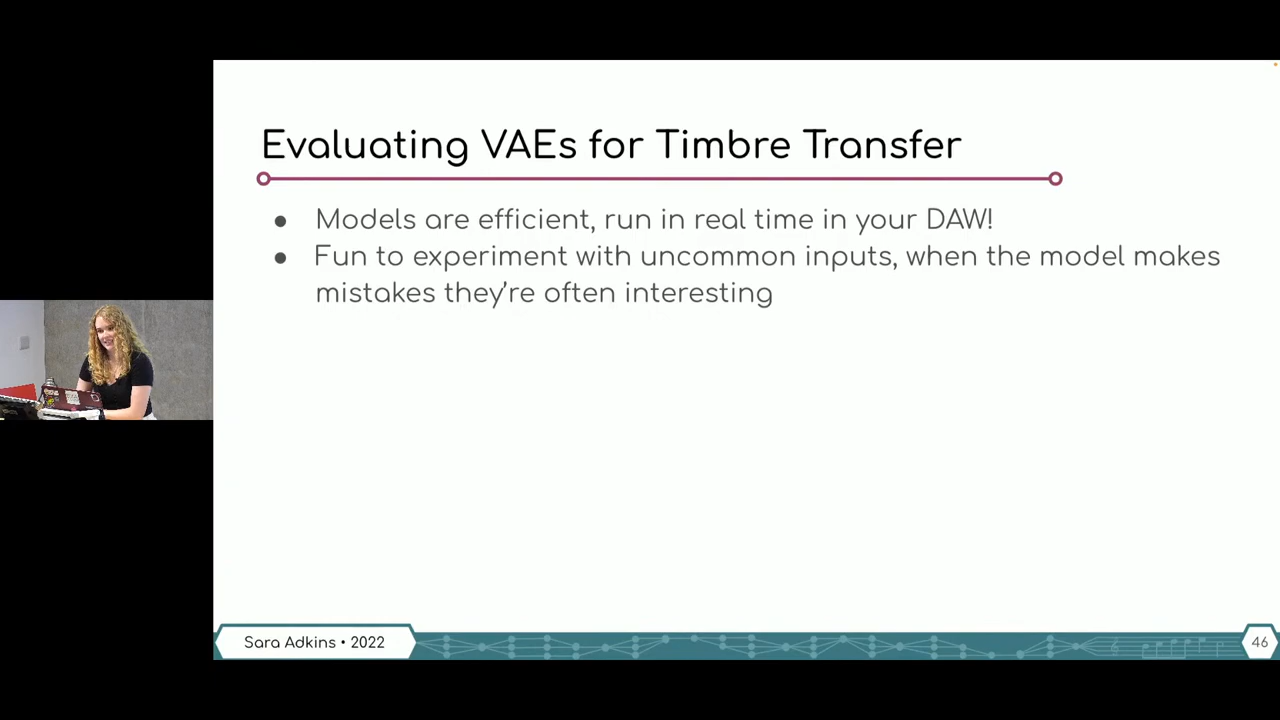 Evaluating VAEs for Timbre Transfer
● Models are efficient, run in real time in your DAW!
● Fun to experiment with uncommon inputs, when the model makes
mistakes they're often interesting
Sara Adkins • 2022
46